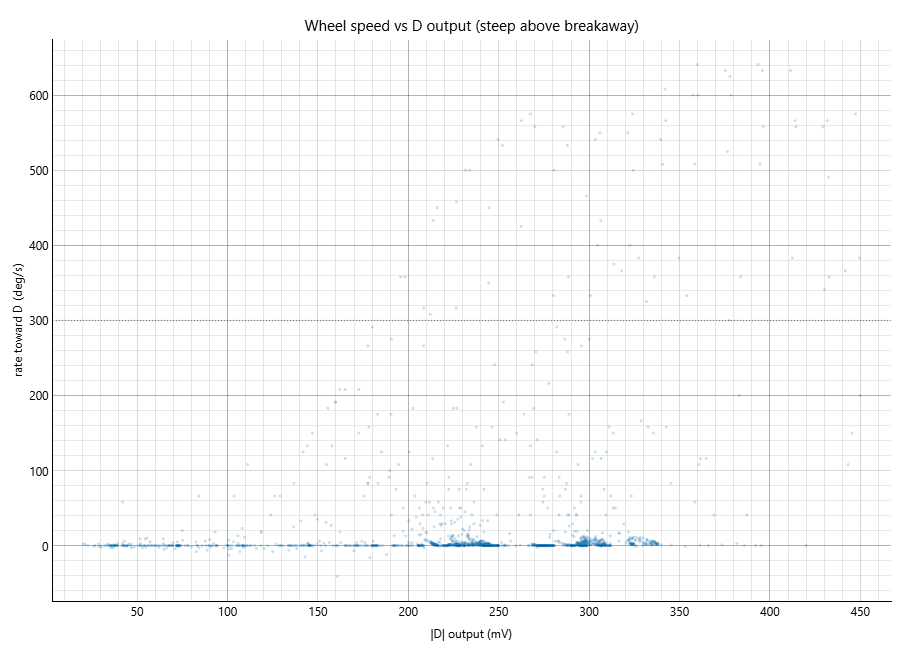 Wheel speed vs D output (steep above breakaway)
600
500
400
300
200
100
0
rate toward D (deg/s)
50 100 150 200 250 300 350 400 450
|D| output (mV)